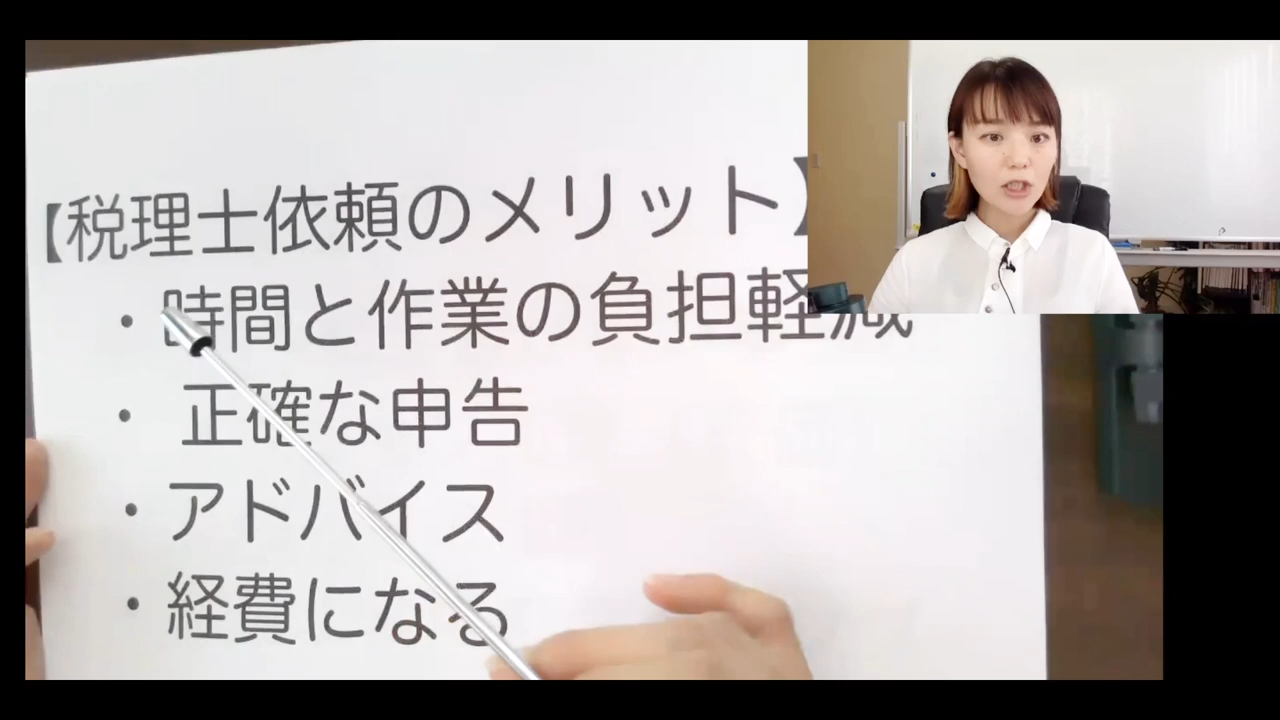 【税理士依頼のメリット】
・時間と作業の負担軽減
・正確な申告
・アドバイス
・経費になる